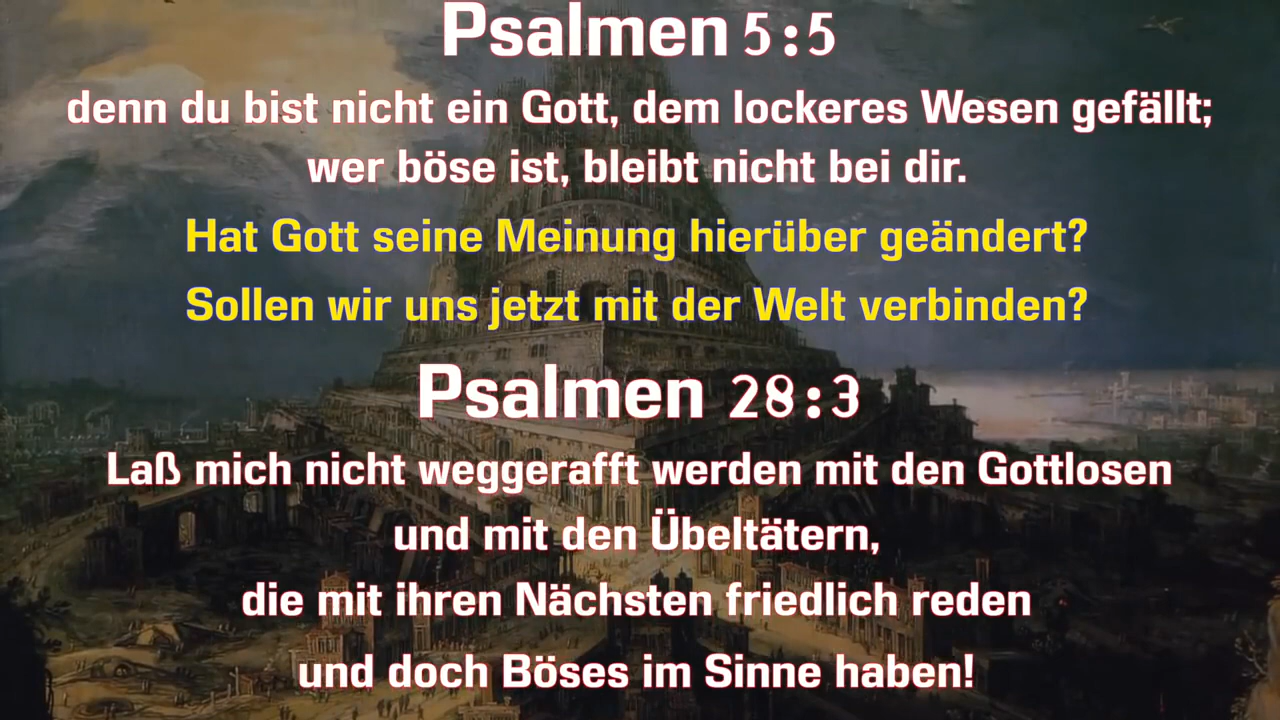 Psalmen 5:5
denn du bist nicht ein Gott, dem lockeres Wesen gefällt;
wer böse ist, bleibt nicht bei dir.
Hat Gott seine Meinung hierüber geändert?
Sollen wir uns jetzt mit der Welt verbinden?
Psalmen 28:3
Laß mich nicht weggerafft werden mit den Gottlosen
und mit den Übeltätern,
die mit ihren Nächsten friedlich reden
und doch Böses im Sinne haben!